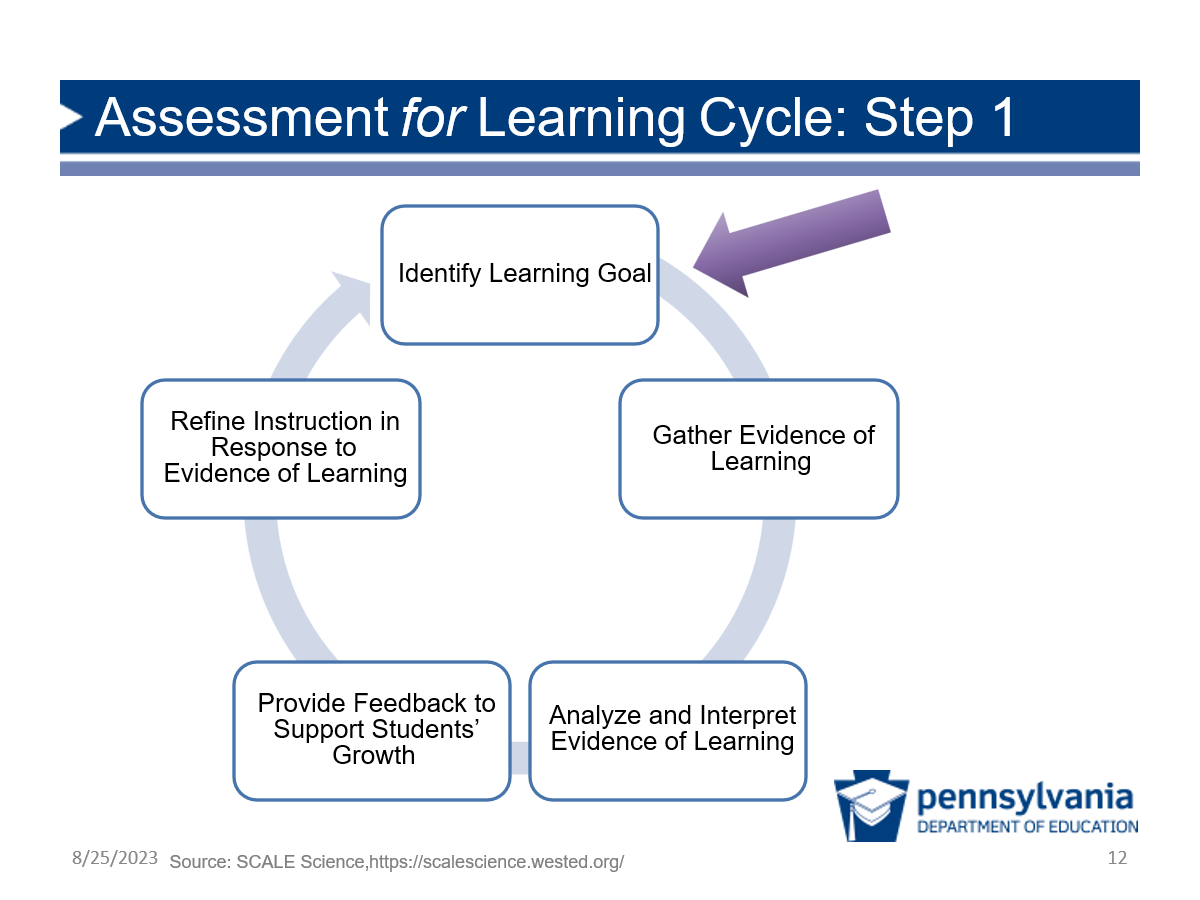 Assessment for Learning Cycle: Step 1
Identify Learning Goal
Gather Evidence of
Learning
Analyze and Interpret
Evidence of Learning
Provide Feedback to
Support Students’
Growth
Refine Instruction in
Response to
Evidence of Learning
pennsylvania
DEPARTMENT OF EDUCATION
8/25/2023
Source: SCALE Science,https://scalescience.wested.org/
12